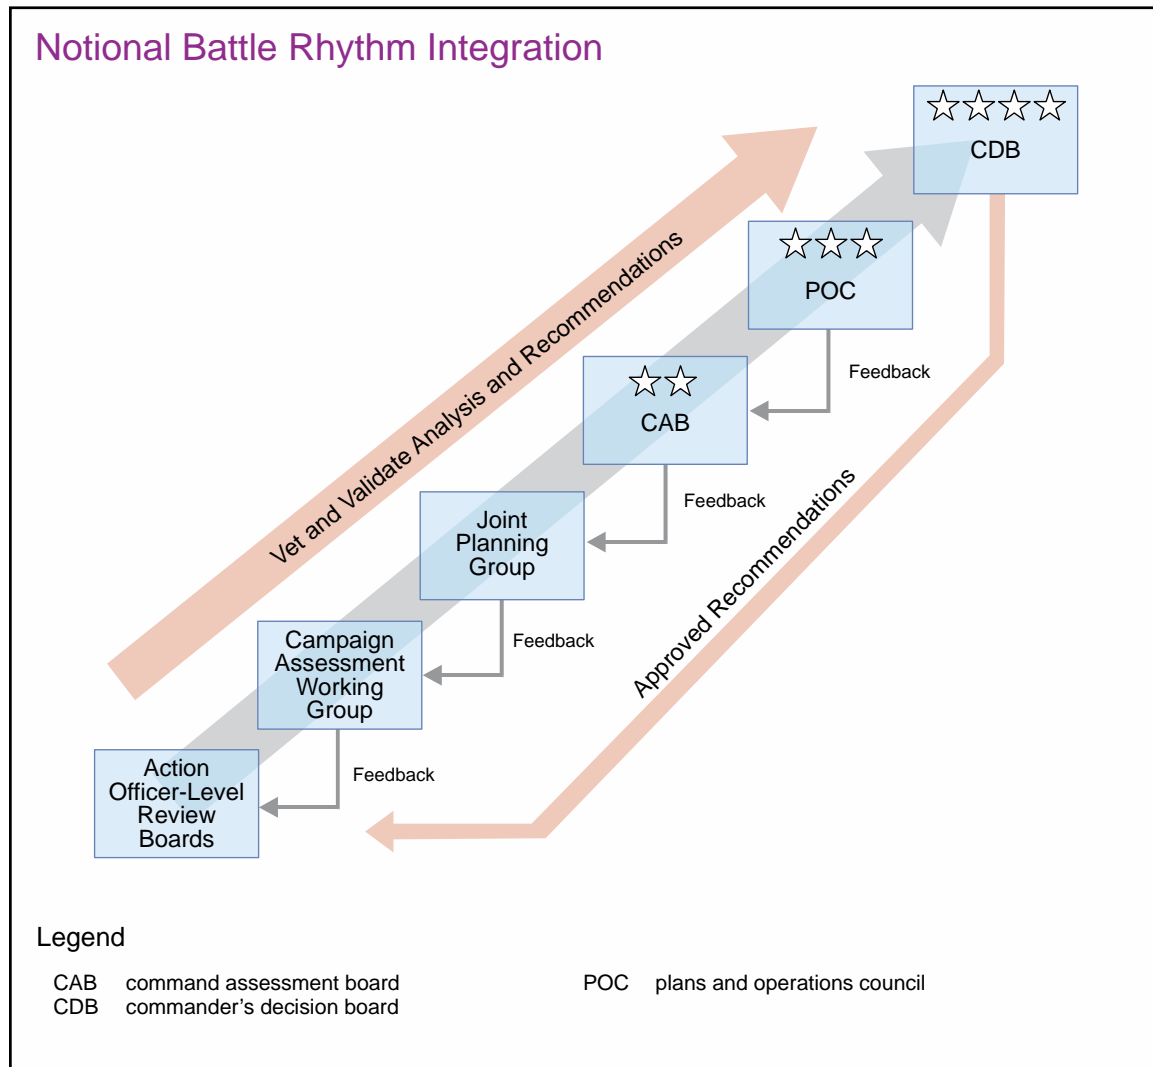 Notional Battle Rhythm Integration
CDB
POC
Feedback
CAB
Feedback
Vet and Validate Analysis and Recommendations
Joint
Planning
Group
Feedback
Approved Recommendations
Campaign
Assessment
Working
Group
Feedback
Action
Officer-Level
Review
Boards
Legend
CAB command assessment board
CDB commander’s decision board
POC plans and operations council